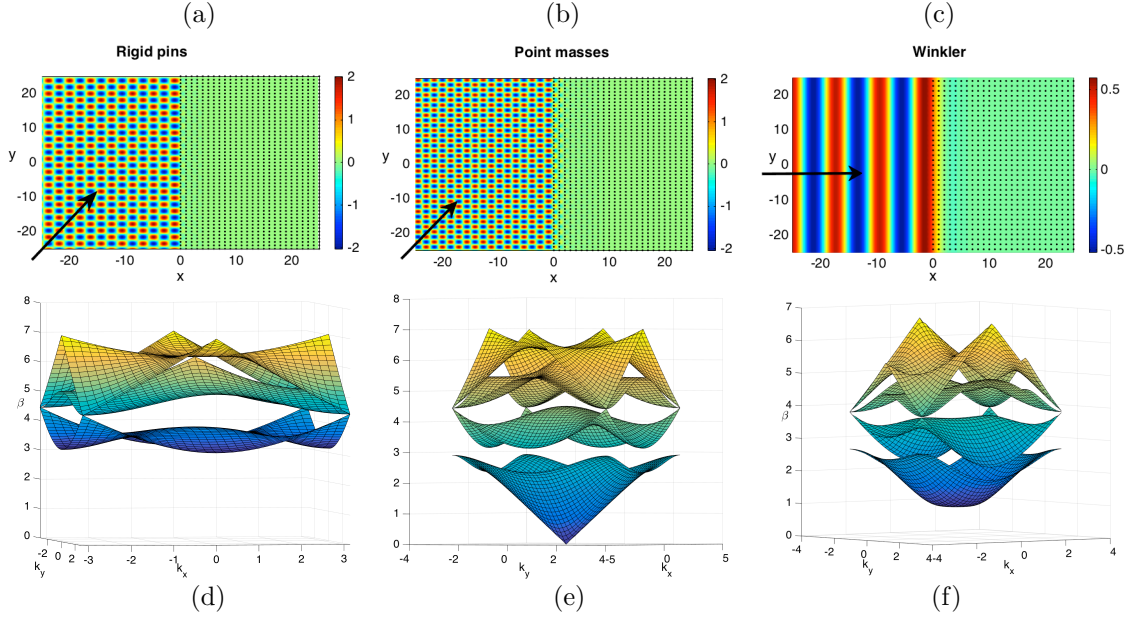 (a) (b) (c)
Rigid pins Point masses Winkler
20 10 0 -10 -20
y
-20 -10 0 10 20
x
2 1 0 -1 -2
20 10 0 -10 -20
y
-20 -10 0 10 20
x
2 1 0 -1 -2
20 10 0 -10 -20
y
-20 -10 0 10 20
x
0.5 0 -0.5
8 7 6 5 4 3 2 1 0
β
-2 0 2
k_y
-3 -2 -1 0 1 2 3
k_x
8 7 6 5 4 3 2 1 0
-4 -2 0 2 4-5 0 5
k_y k_x
7 6 5 4 3 2 1 0
β
-4 -2 0 2 4-4 -2 0 2 4
k_y k_x
(d) (e) (f)